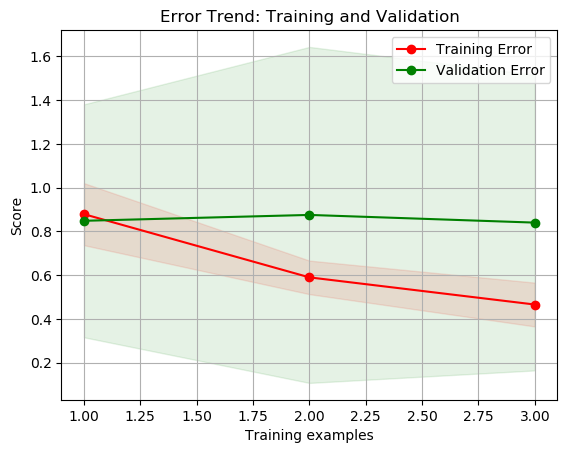 Error Trend: Training and Validation
Training Error
Validation Error
Score
1.6
1.4
1.2
1.0
0.8
0.6
0.4
0.2
1.00 1.25 1.50 1.75 2.00 2.25 2.50 2.75 3.00
Training examples